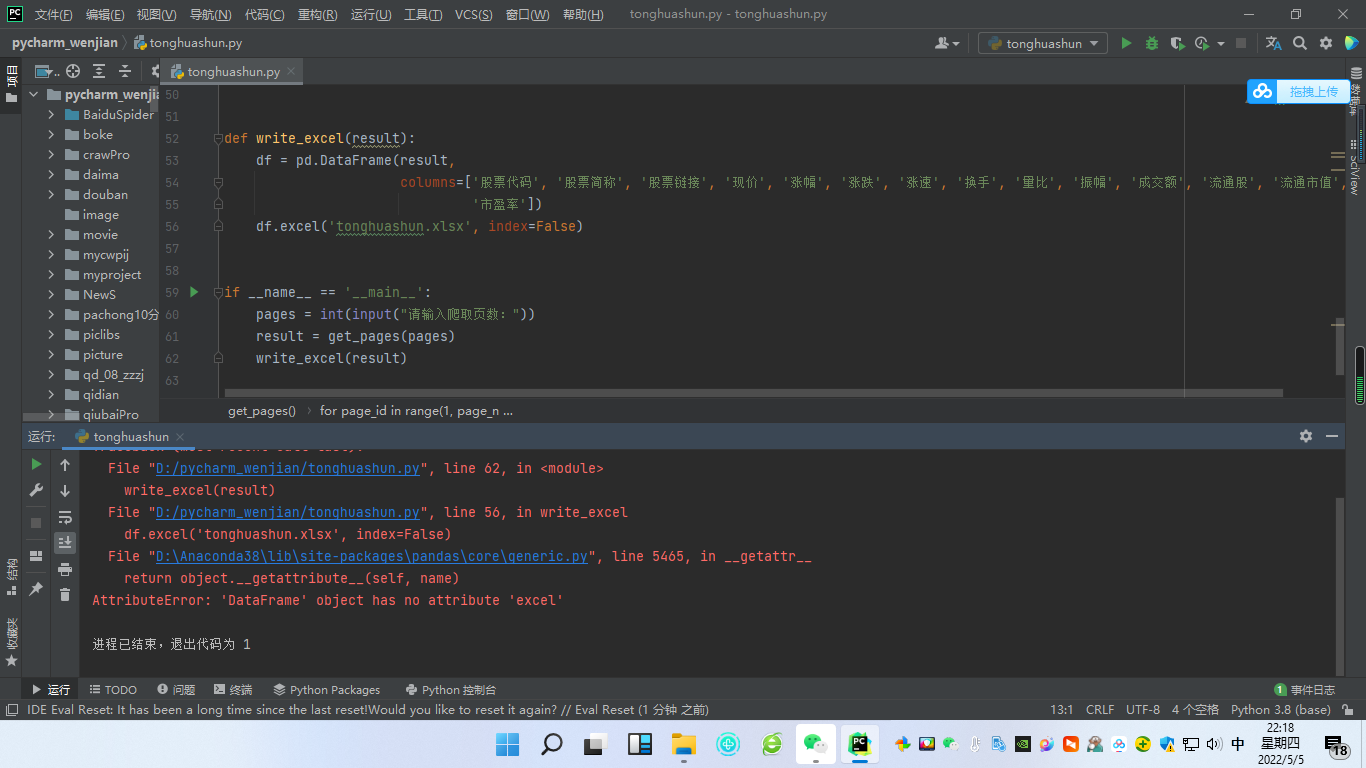 PC 文件(F) 编辑(E) 视图(V) 导航(N) 代码(C) 重构(R) 运行(U) 工具(T) VCS(S) 窗口(W) 帮助(H) tonghuashun.py - tonghuashun.py
pycharm_wenjian tonghuashun.py tonghuashun
项目
tonghuashun.py
拖拽上传
pycharm_wenji
BaiduSpider
boke
crawPro
daima
douban
image
movie
mycwpij
myproject
NewS
pachong10分
piclibs
picture
qd_08_zzzj
qidian
qiubaiPro
SciView
50
51
52 def write_excel(result):
53 df = pd.DataFrame(result,
54 columns=['股票代码', '股票简称', '股票链接', '现价', '涨幅', '涨跌', '涨速', '换手', '量比', '振幅', '成交额', '流通股', '流通市值',
55 '市盈率'])
56 df.excel('tonghuashun.xlsx', index=False)
57
58
59 if __name__ == '__main__':
60 pages = int(input("请输入爬取页数: "))
61 result = get_pages(pages)
62 write_excel(result)
63
get_pages() for page_id in range(1, page_n ...
运行: tonghuashun
File "D:/pycharm_wenjian/tonghuashun.py", line 62, in <module>
write_excel(result)
File "D:/pycharm_wenjian/tonghuashun.py", line 56, in write_excel
df.excel('tonghuashun.xlsx', index=False)
File "D:\Anaconda38\lib\site-packages\pandas\core\generic.py", line 5465, in __getattr__
return object.__getattribute__(self, name)
AttributeError: 'DataFrame' object has no attribute 'excel'
进程已结束，退出代码为 1
结构
收藏夹
运行 TODO 问题 终端 Python Packages Python 控制台 1 事件日志
IDE Eval Reset: It has been a long time since the last reset!Would you like to reset it again? // Eval Reset (1 分钟 之前) 13:1 CRLF UTF-8 4 个空格 Python 3.8 (base)
中
22:18
星期四
2022/5/5
18